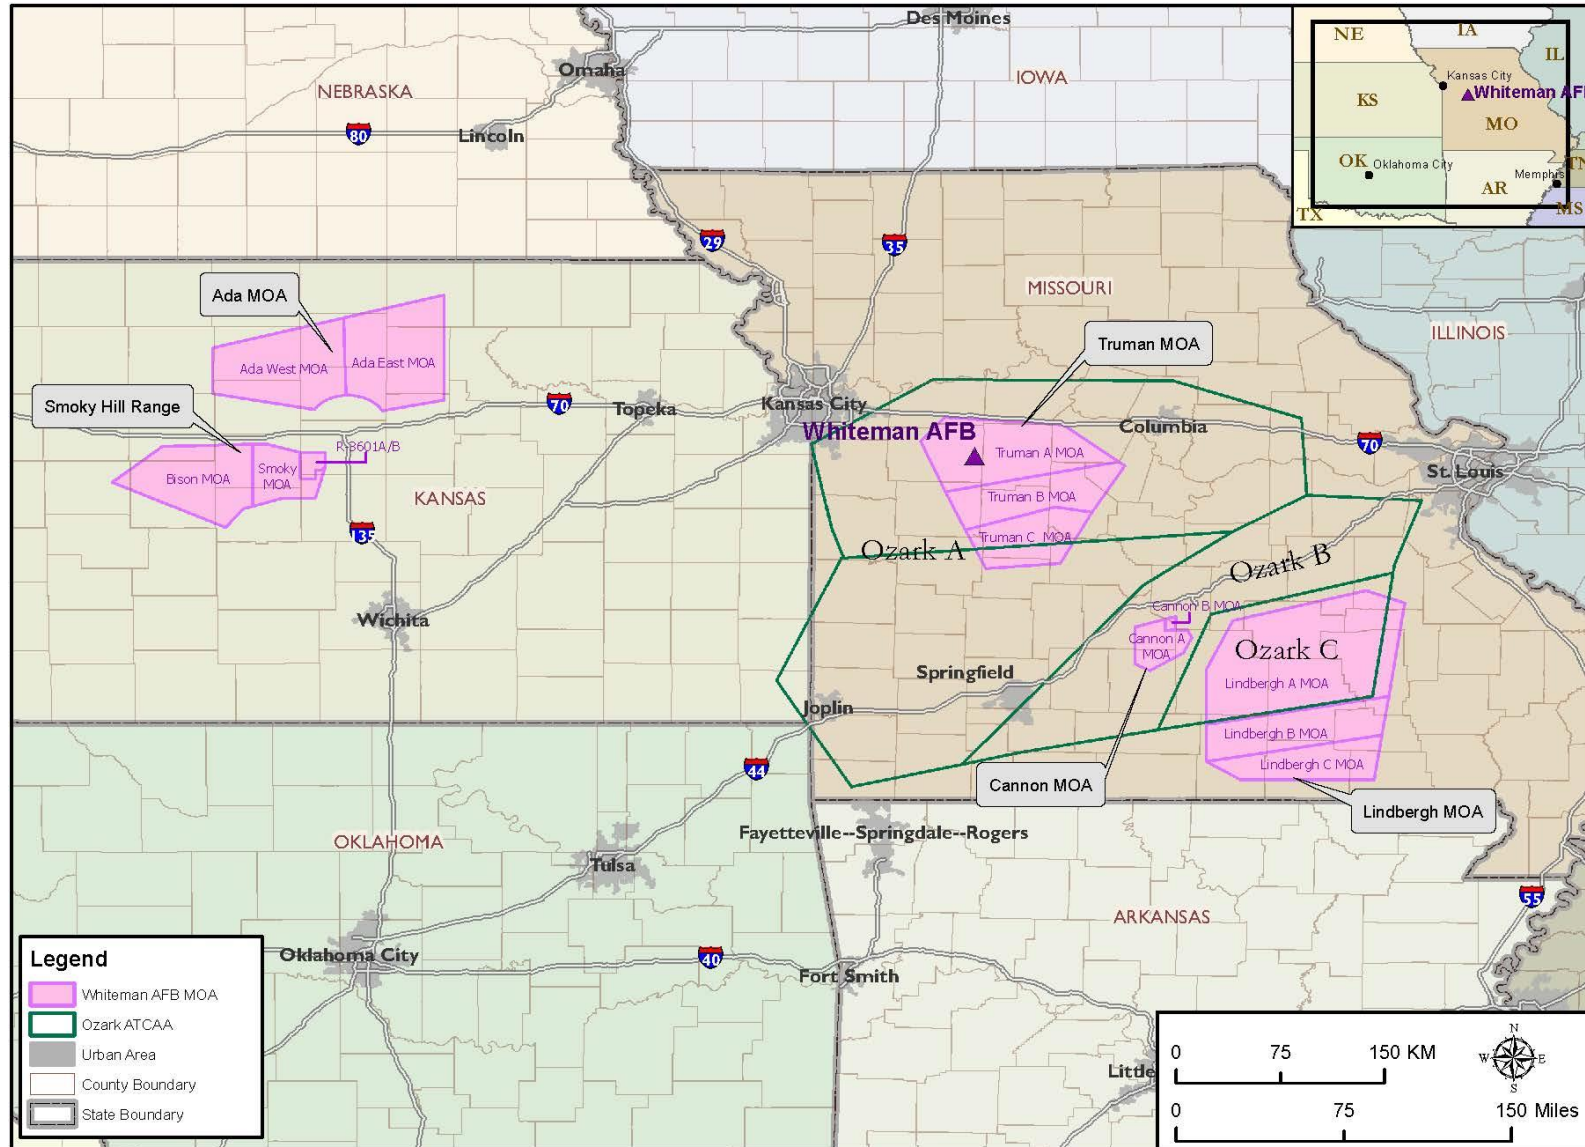 Des Moines
NE
IA
IL
Kansas City
Whiteman AF
KS
MO
OK
Oklahoma City
AR
Memphis
TN
MS
TX
Omaha
IOWA
NEBRASKA
80
Lincoln
29
35
Ada MOA
MISSOURI
ILLINOIS
Truman MOA
Ada West MOA
Ada East MOA
Smoky Hill Range
70
Topeka
Kansas City
Columbia
Whiteman AFB
70
R-3601A/B
Truman A MOA
St. Louis
Bison MOA
Smoky
MOA
KANSAS
Truman B MOA
135
Truman C MOA
Ozark A
Ozark B
Wichita
Cannon B MOA
Cannon A
MOA
Ozark C
Springfield
Lindbergh A MOA
Joplin
Lindbergh B MOA
44
Lindbergh C MOA
Cannon MOA
Lindbergh MOA
Fayetteville--Springdale--Rogers
OKLAHOMA
Tulsa
55
ARKANSAS
Oklahoma City
40
Fort Smith
Little
Legend
Whiteman AFB MOA
Ozark ATCAA
Urban Area
County Boundary
State Boundary
0 75 150 KM
N
W E
S
0 75 150 Miles